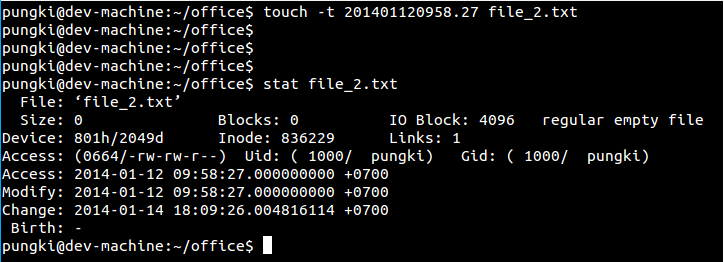 pungki@dev-machine:~/office$ touch -t 201401120958.27 file_2.txt
pungki@dev-machine:~/office$
pungki@dev-machine:~/office$
pungki@dev-machine:~/office$
pungki@dev-machine:~/office$ stat file_2.txt
  File: ‘file_2.txt’
  Size: 0               Blocks: 0          IO Block: 4096   regular empty file
Device: 801h/2049d      Inode: 836229      Links: 1
Access: (0664/-rw-rw-r--)  Uid: ( 1000/  pungki)   Gid: ( 1000/  pungki)
Access: 2014-01-12 09:58:27.000000000 +0700
Modify: 2014-01-12 09:58:27.000000000 +0700
Change: 2014-01-14 18:09:26.004816114 +0700
 Birth: -
pungki@dev-machine:~/office$